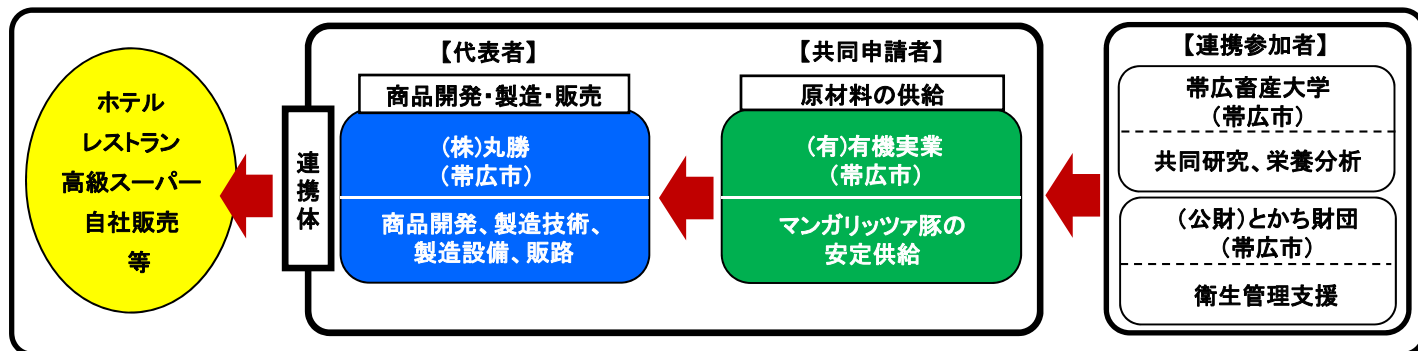 ホテル
レストラン
高級スーパー
自社販売
等
連携体
【代表者】
商品開発・製造・販売
(株)丸勝
(帯広市)
商品開発、製造技術、
製造設備、販路
【共同申請者】
原材料の供給
(有)有機実業
(帯広市)
マンガリッツァ豚の
安定供給
【連携参加者】
帯広畜産大学
(帯広市)
共同研究、栄養分析
(公財)とかち財団
(帯広市)
衛生管理支援